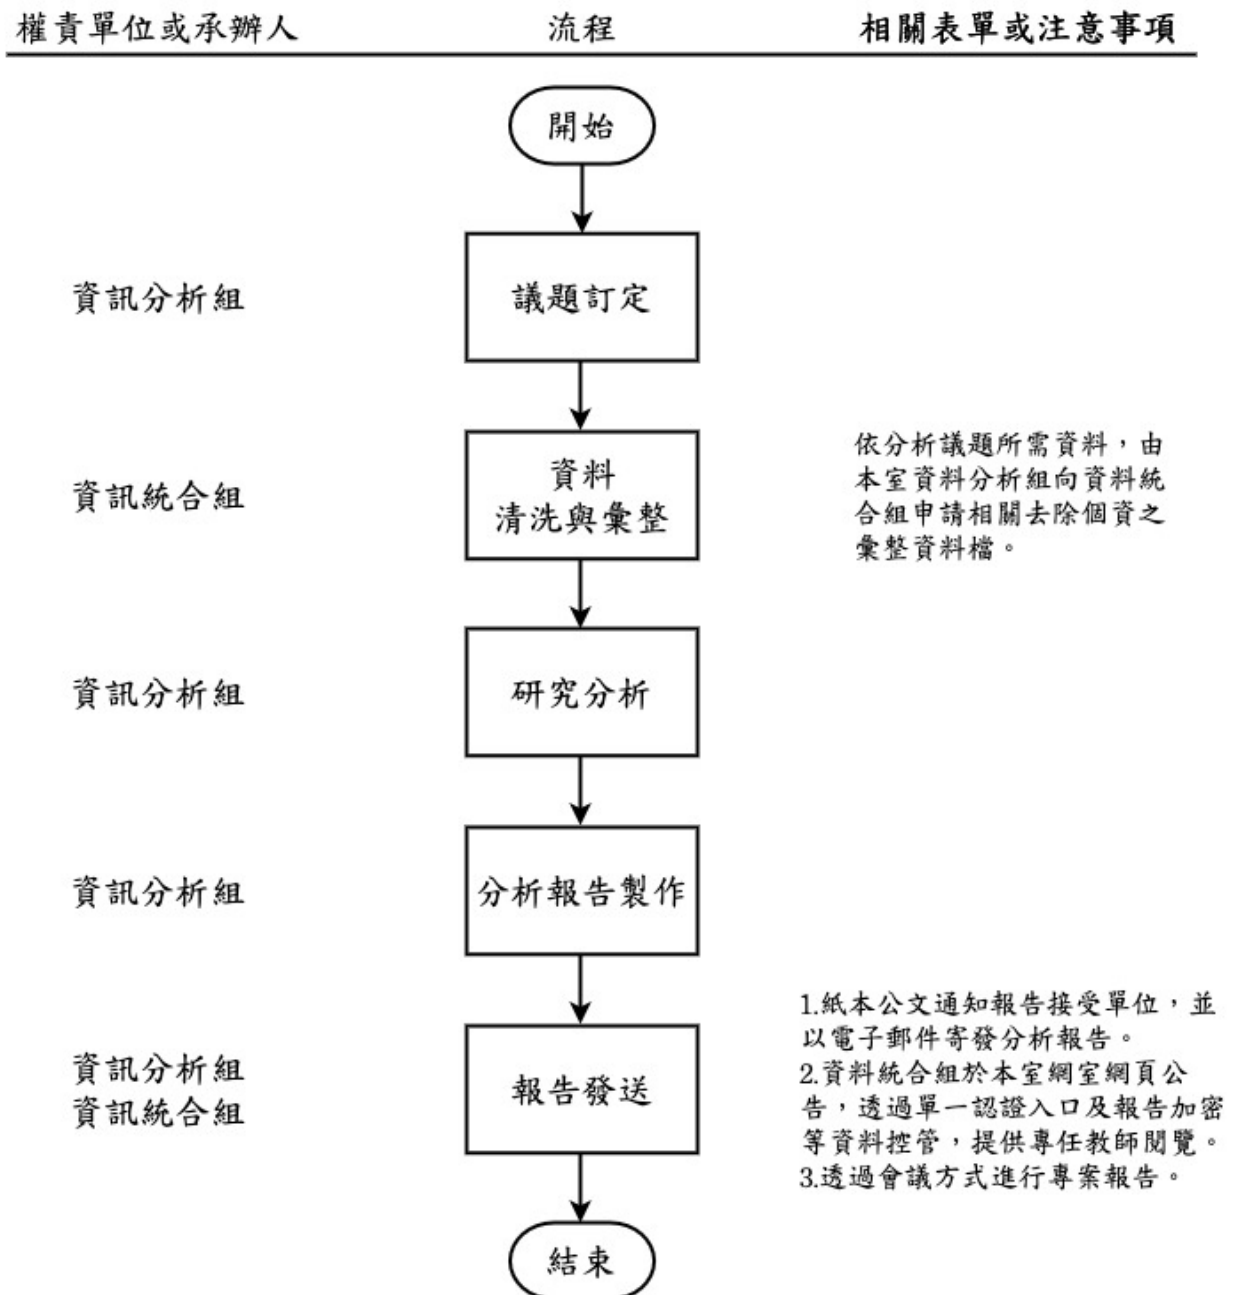 權責單位或承辦人 流程 相關表單或注意事項
開始
資訊分析組 議題訂定
資訊統合組
資料
清洗與彙整
依分析議題所需資料，由
本室資料分析組向資料統
合組申請相關去除個資之
彙整資料檔。
資訊分析組 研究分析
資訊分析組 分析報告製作
資訊分析組
資訊統合組
報告發送
1.紙本公文通知報告接受單位，並
以電子郵件寄發分析報告。
2.資料統合組於本室網室網頁公
告，透過單一認證入口及報告加密
等資料控管，提供專任教師閱覽。
3.透過會議方式進行專案報告。
結束